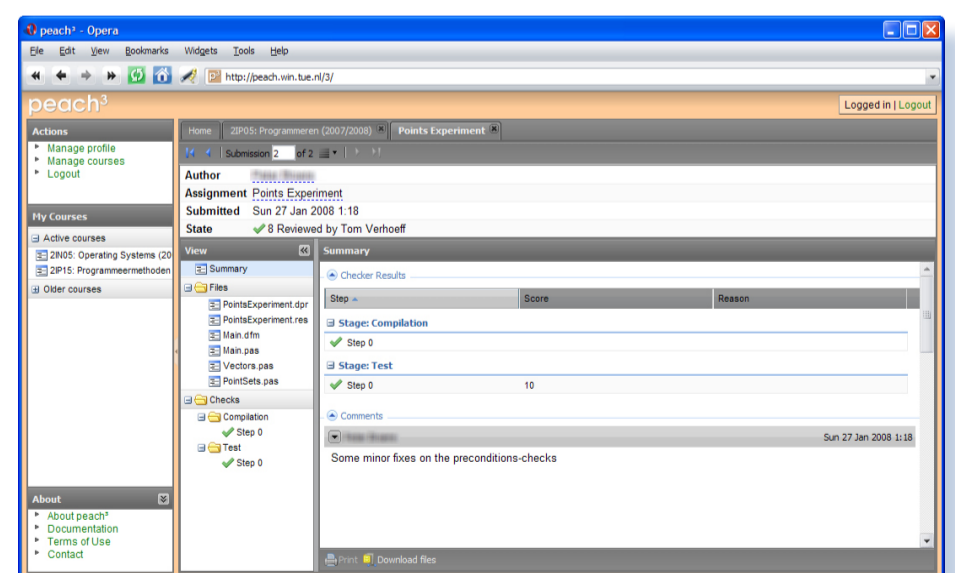 peach³ - Opera
File Edit View Bookmarks Widgets Tools Help
http://peach.win.tue.nl/3/
peach³
Logged in | Logout
Actions
Manage profile
Manage courses
Logout
My Courses
Active courses
2IN05: Operating Systems (20
2IP15: Programmeermethoden
Older courses
About
About peach³
Documentation
Terms of Use
Contact
Home 2IP05: Programmeren (2007/2008) Points Experiment
Submission 2 of 2
Author
Assignment Points Experiment
Submitted Sun 27 Jan 2008 1:18
State 8 Reviewed by Tom Verhoeff
View
Summary
Files
PointsExperiment.dpr
PointsExperiment.res
Main.dfm
Main.pas
Vectors.pas
PointSets.pas
Checks
Compilation
Step 0
Test
Step 0
Summary
Checker Results
Step Score Reason
Stage: Compilation
Step 0
Stage: Test
Step 0 10
Comments
Sun 27 Jan 2008 1:18
Some minor fixes on the preconditions-checks
Print Download files